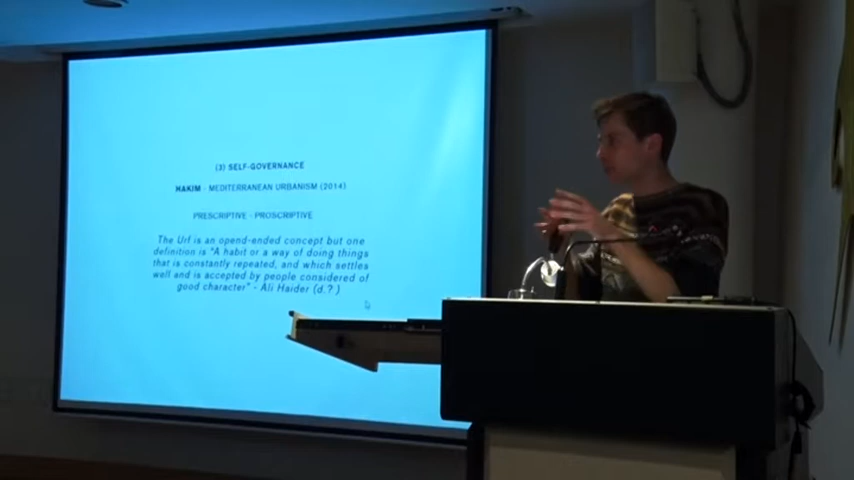 (3) SELF-GOVERNANCE
HAKIM - MEDITERRANEAN URBANISM (2014)
PRESCRIPTIVE - PROSCRIPTIVE
The Urf is an opend-ended concept but one
definition is "A habit or a way of doing things
that is constantly repeated, and which settles
well and is accepted by people considered of
good character" - Ali Haider (d.?)